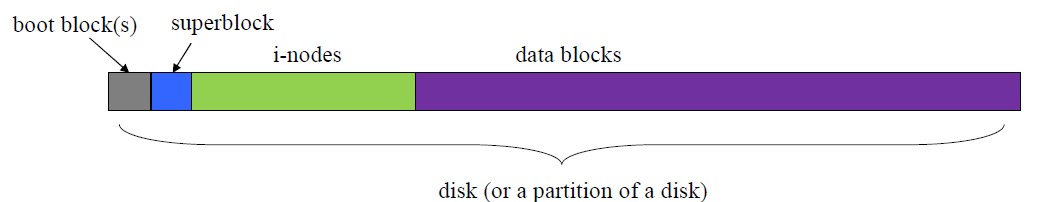 boot block(s)
superblock
i-nodes
data blocks
disk (or a partition of a disk)